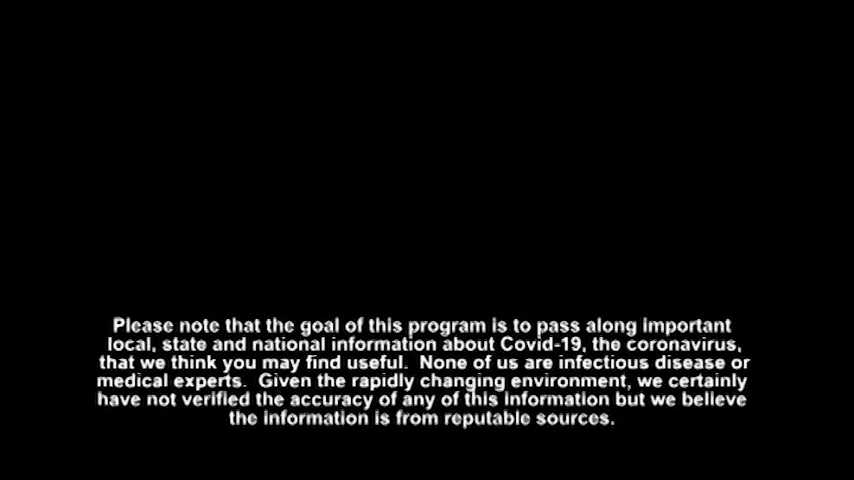 Please note that the goal of this program is to pass along important
local, state and national information about Covid-19, the coronavirus,
that we think you may find useful.  None of us are infectious disease or
medical experts.  Given the rapidly changing environment, we certainly
have not verified the accuracy of any of this information but we believe
the information is from reputable sources.